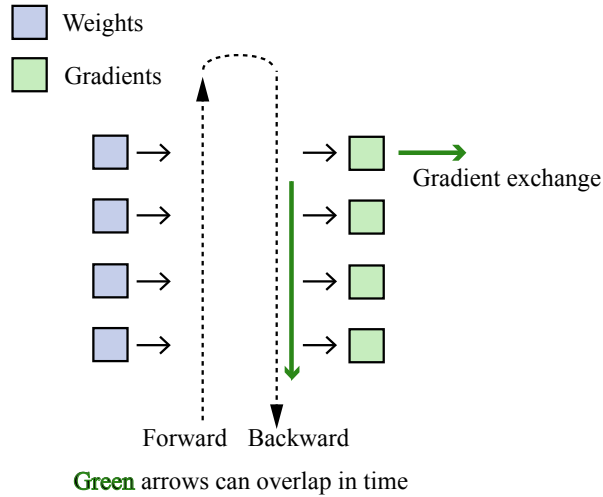 Weights
Gradients
Gradient exchange
Forward Backward
Green arrows can overlap in time